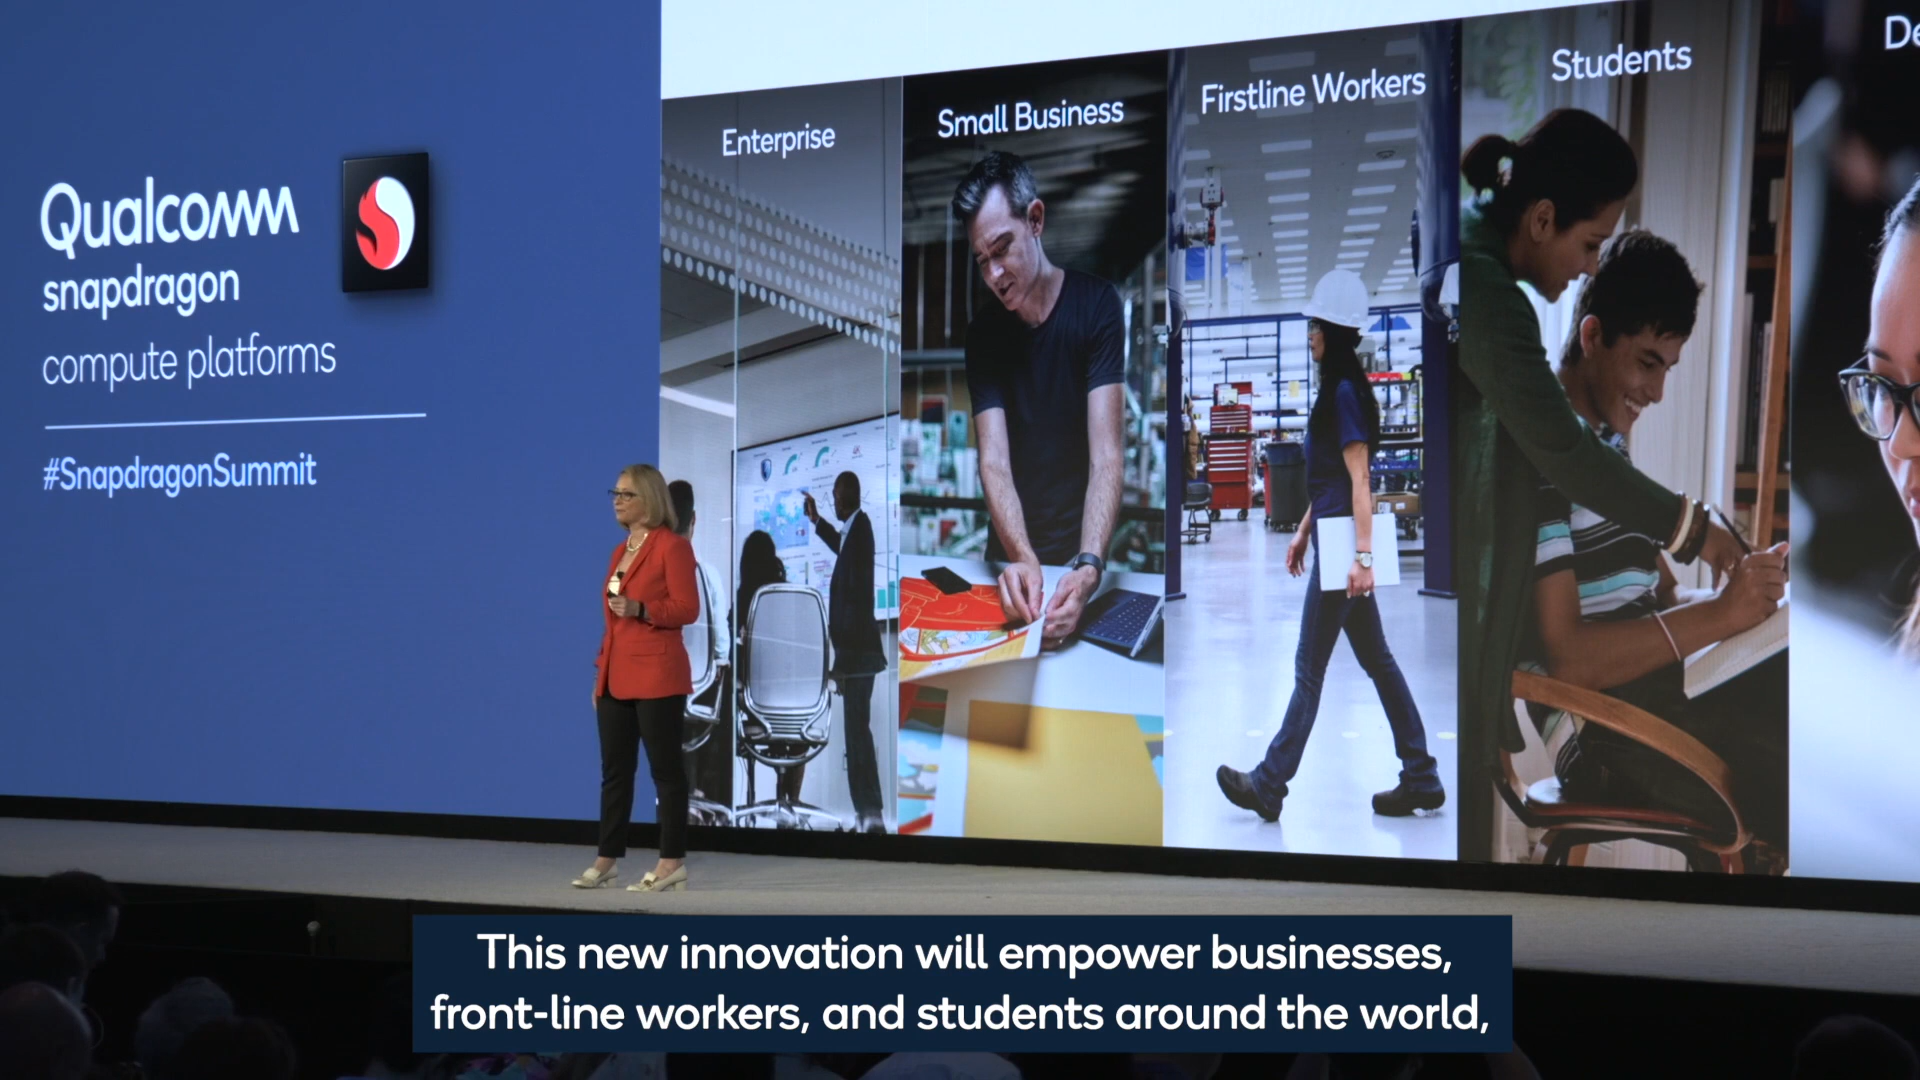 Qualcomm
snapdragon
compute platforms
#SnapdragonSummit
Enterprise
Small Business
Firstline Workers
Students
This new innovation will empower businesses,
front-line workers, and students around the world,